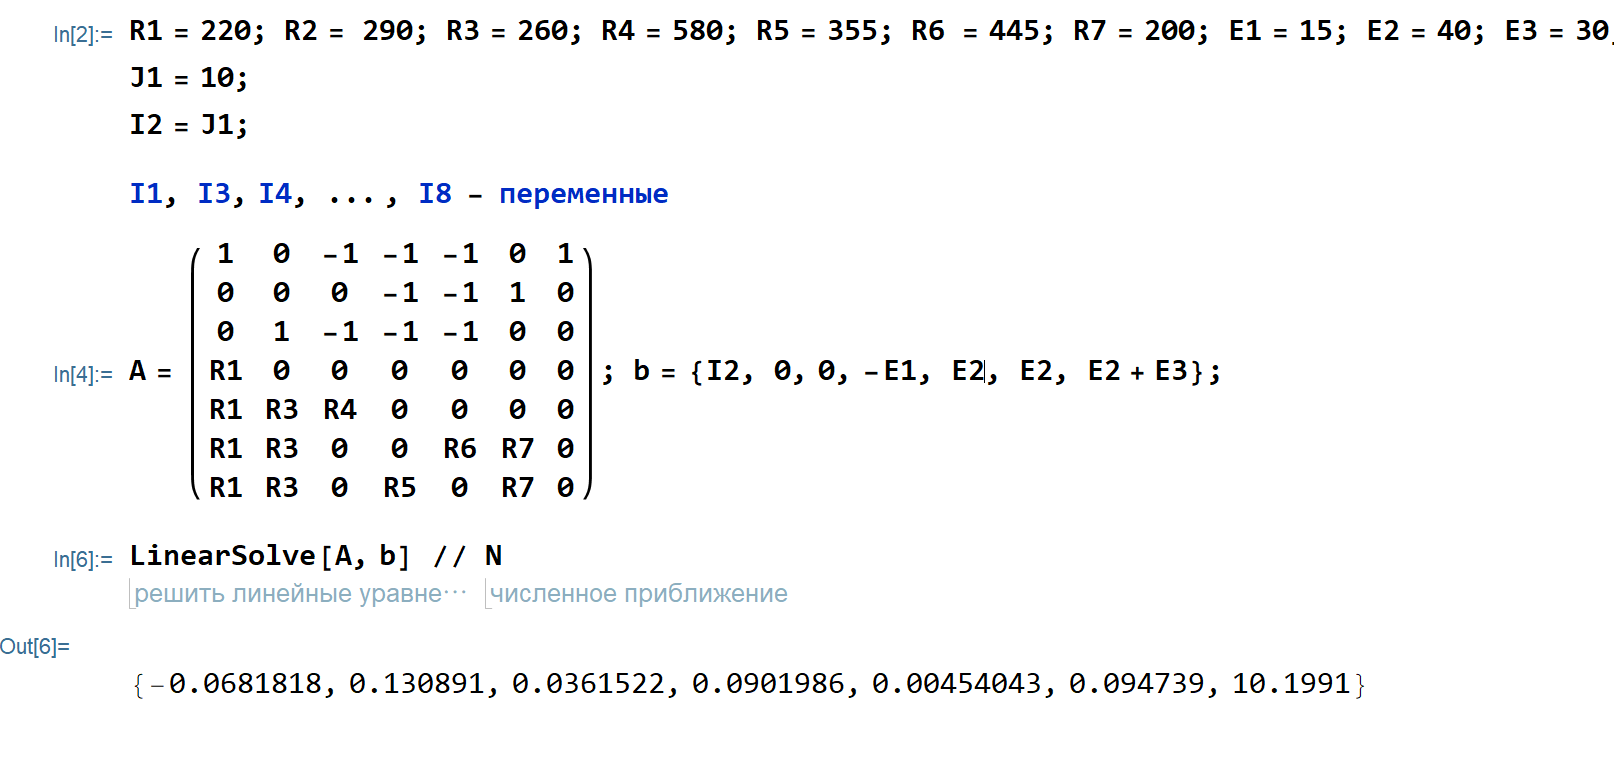 In[2]:= R1 = 220; R2 = 290; R3 = 260; R4 = 580; R5 = 355; R6 = 445; R7 = 200; E1 = 15; E2 = 40; E3 = 30;
J1 = 10;
I2 = J1;
I1, I3, I4, ..., I8 – переменные
1 0 -1 -1 -1 0 1
0 0 0 -1 -1 1 0
0 1 -1 -1 -1 0 0
In[4]:= A = R1 0 0 0 0 0 0 ; b = {I2, 0, 0, -E1, E2, E2, E2 + E3};
R1 R3 R4 0 0 0 0
R1 R3 0 0 R6 R7 0
R1 R3 0 R5 0 R7 0
In[6]:= LinearSolve[A, b] // N
решить линейные уравне··· численное приближение
Out[6]=
{-0.0681818, 0.130891, 0.0361522, 0.0901986, 0.00454043, 0.094739, 10.1991}